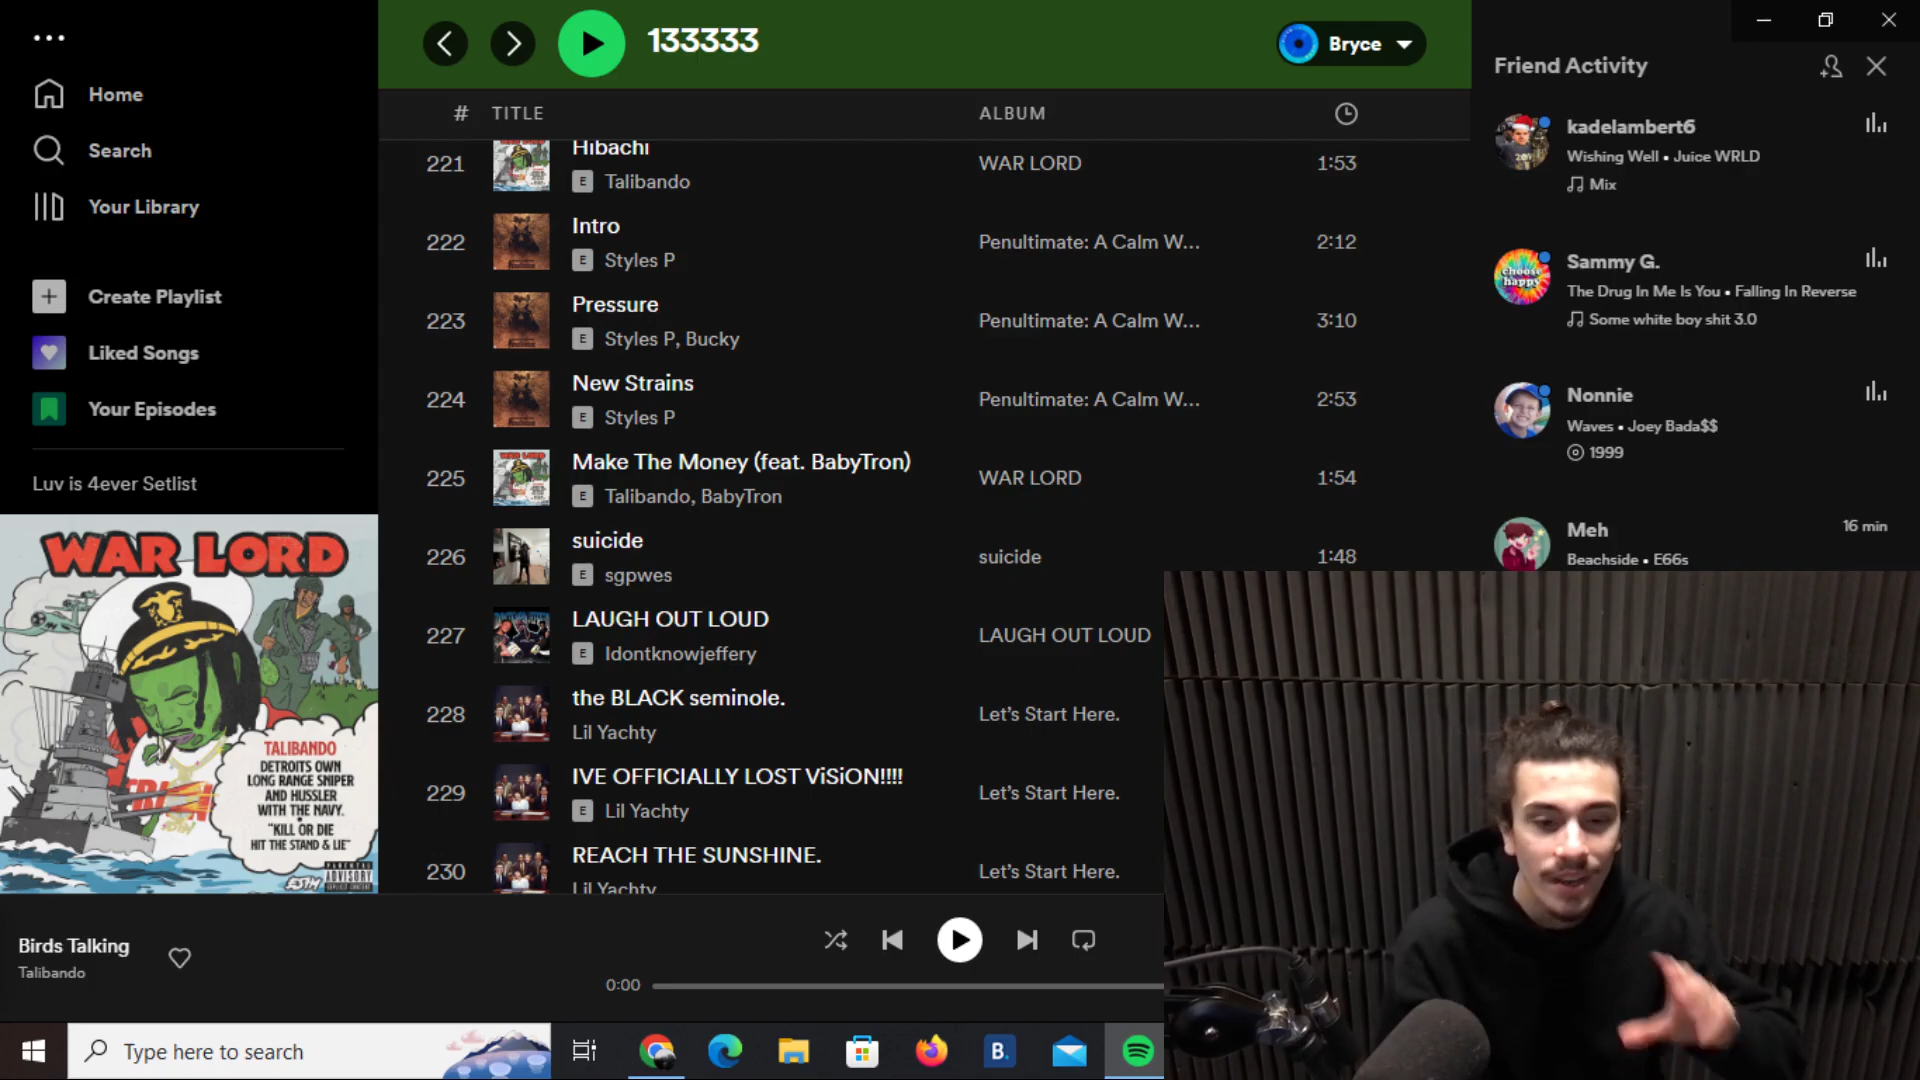 133333
Bryce
Home
Search
Your Library
Create Playlist
Liked Songs
Your Episodes
Luv is 4ever Setlist
WAR LORD
TALIBANDO
DETROITS OWN
LONG RANGE SNIPER
AND HUSSLER
WITH THE NAVY.
"KILL OR DIE
HIT THE STAND & LIE"
PARENTAL
ADVISORY
EXPLICIT CONTENT
Birds Talking
Talibando
# TITLE ALBUM
221 Hibachi WAR LORD 1:53
E Talibando
222 Intro Penultimate: A Calm W... 2:12
E Styles P
223 Pressure Penultimate: A Calm W... 3:10
E Styles P, Bucky
224 New Strains Penultimate: A Calm W... 2:53
E Styles P
225 Make The Money (feat. BabyTron) WAR LORD 1:54
E Talibando, BabyTron
226 suicide suicide 1:48
E sgpwes
227 LAUGH OUT LOUD LAUGH OUT LOUD
E Idontknowjeffery
228 the BLACK seminole. Let's Start Here.
Lil Yachty
229 IVE OFFICIALLY LOST ViSiON!!!! Let's Start Here.
E Lil Yachty
230 REACH THE SUNSHINE. Let's Start Here.
Lil Yachty
0:00
Friend Activity
kadelambert6
Wishing Well • Juice WRLD
Mix
Sammy G.
choose
happy
The Drug In Me Is You • Falling In Reverse
Some white boy shit 3.0
Nonnie
Waves • Joey Bada$$
1999
Meh 16 min
Beachside • E66s
Type here to search
B.